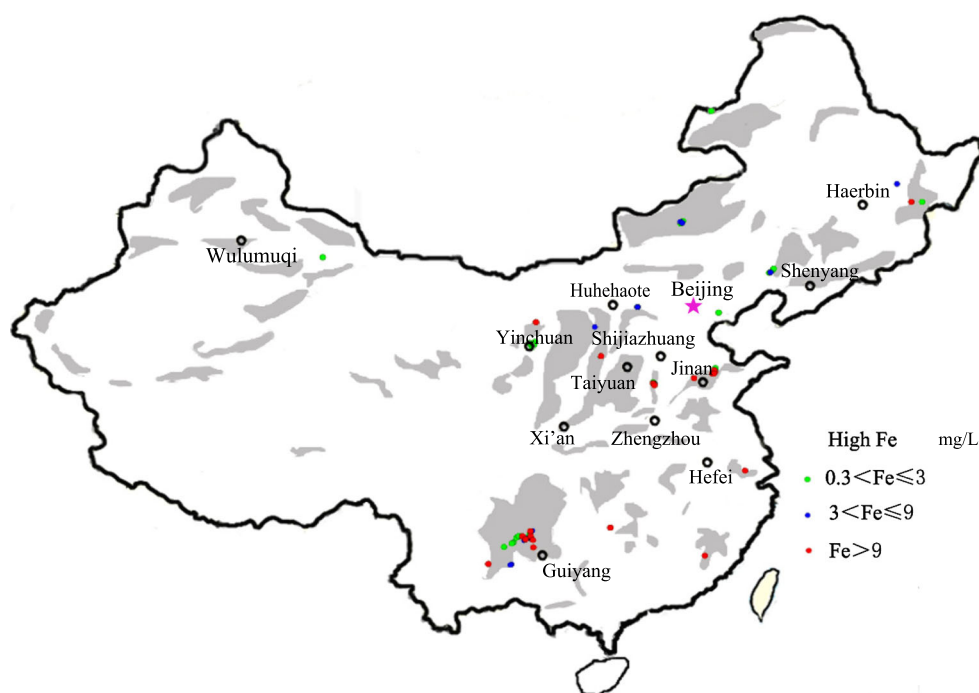 Haerbin
Wulumuqi
Shenyang
Beijing
Huhehaote
Yinchuan
Shijiazhuang
Jinan
Taiyuan
Xi'an
Zhengzhou
Hefei
Guiyang
High Fe mg/L
0.3<Fe≤3
3<Fe≤9
Fe>9